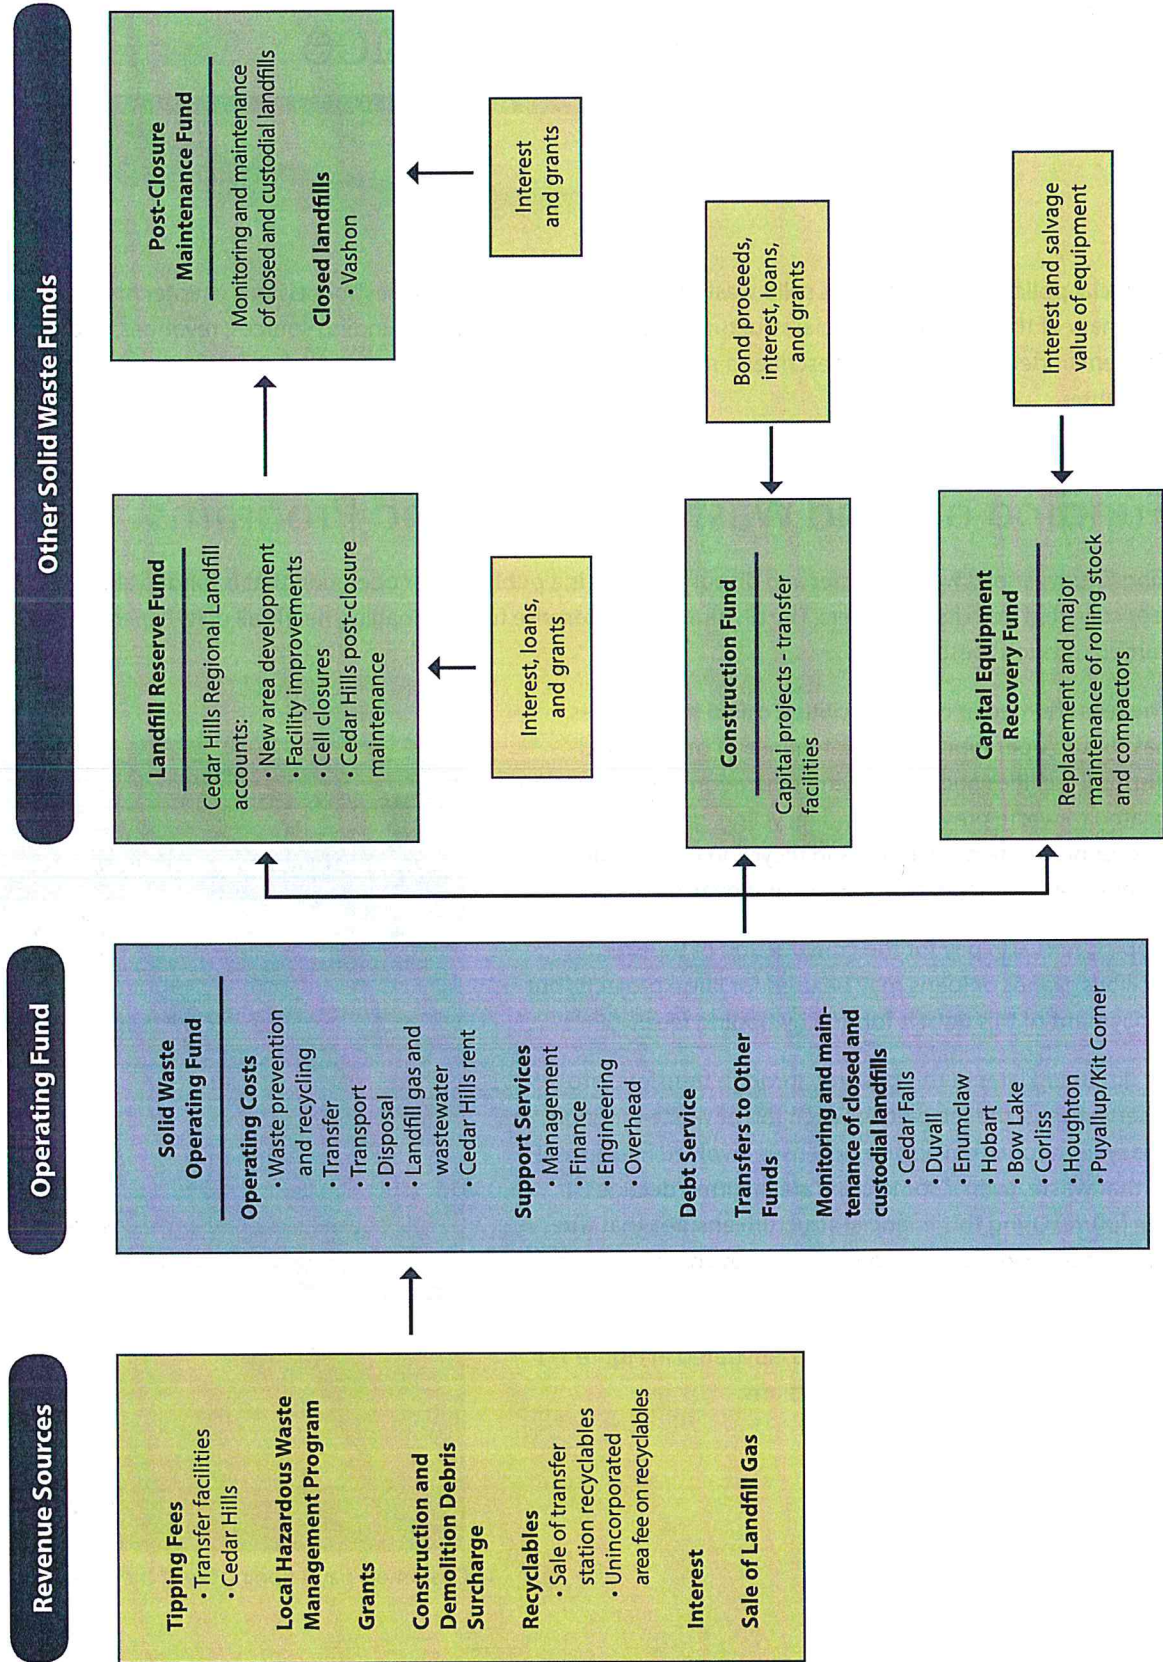 Revenue Sources
Tipping Fees
• Transfer facilities
• Cedar Hills
Local Hazardous Waste
Management Program
Grants
Construction and
Demolition Debris
Surcharge
Recyclables
• Sale of transfer
station recyclables
• Unincorporated
area fee on recyclables
Interest
Sale of Landfill Gas
Operating Fund
Solid Waste
Operating Fund
Operating Costs
• Waste prevention
and recycling
• Transfer
• Transport
• Disposal
• Landfill gas and
wastewater
• Cedar Hills rent
Support Services
• Management
• Finance
• Engineering
• Overhead
Debt Service
Transfers to Other
Funds
Monitoring and main-
tenance of closed and
custodial landfills
• Cedar Falls
• Duvall
• Enumclaw
• Hobart
• Bow Lake
• Corliss
• Houghton
• Puyallup/Kit Corner
Other Solid Waste Funds
Landfill Reserve Fund
Cedar Hills Regional Landfill
accounts:
• New area development
• Facility improvements
• Cell closures
• Cedar Hills post-closure
maintenance
Interest, loans,
and grants
Post-Closure
Maintenance Fund
Monitoring and maintenance
of closed and custodial landfills
Closed landfills
• Vashon
Interest
and grants
Construction Fund
Capital projects - transfer
facilities
Bond proceeds,
interest, loans,
and grants
Capital Equipment
Recovery Fund
Replacement and major
maintenance of rolling stock
and compactors
Interest and salvage
value of equipment